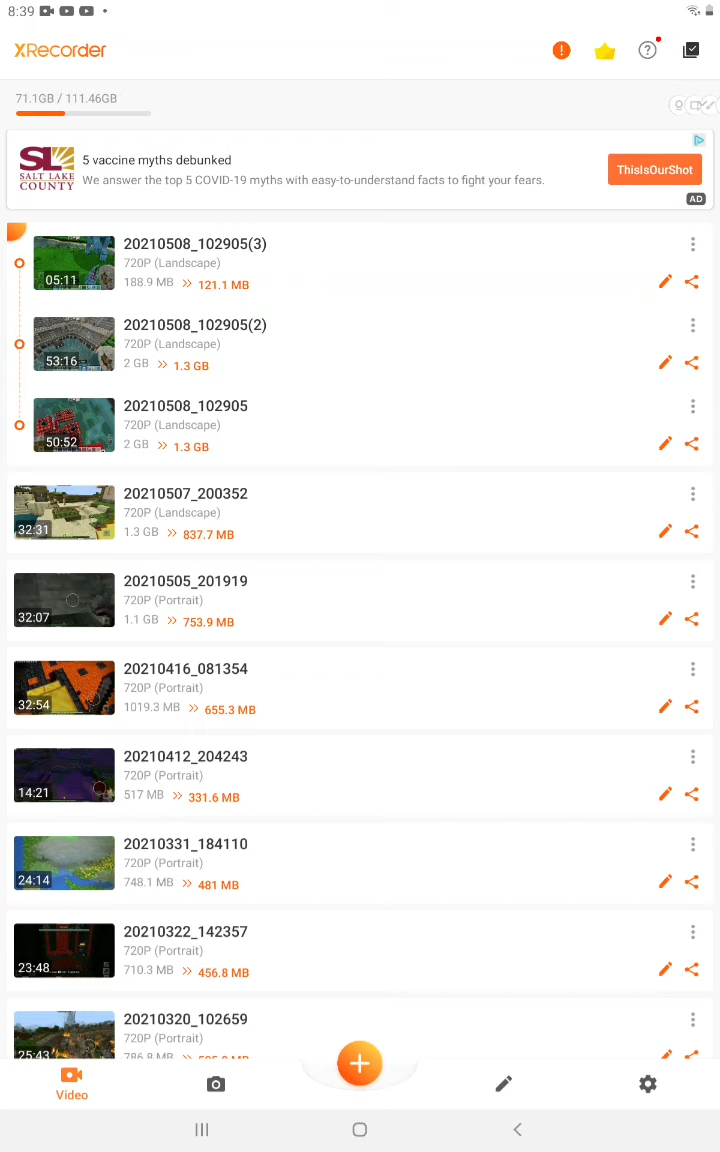 8:39
XRecorder
71.1GB / 111.46GB
5 vaccine myths debunked
We answer the top 5 COVID-19 myths with easy-to-understand facts to fight your fears.
SL
SALT LAKE
COUNTY
ThisIsOurShot
AD
20210508_102905(3)
720P (Landscape)
188.9 MB >> 121.1 MB
05:11
20210508_102905(2)
720P (Landscape)
2 GB >> 1.3 GB
53:16
20210508_102905
720P (Landscape)
2 GB >> 1.3 GB
50:52
20210507_200352
720P (Landscape)
1.3 GB >> 837.7 MB
32:31
20210505_201919
720P (Portrait)
1.1 GB >> 753.9 MB
32:07
20210416_081354
720P (Portrait)
1019.3 MB >> 655.3 MB
32:54
20210412_204243
720P (Portrait)
517 MB >> 331.6 MB
14:21
20210331_184110
720P (Portrait)
748.1 MB >> 481 MB
24:14
20210322_142357
720P (Portrait)
710.3 MB >> 456.8 MB
23:48
20210320_102659
720P (Portrait)
786.8 MB >>
25:43
Video